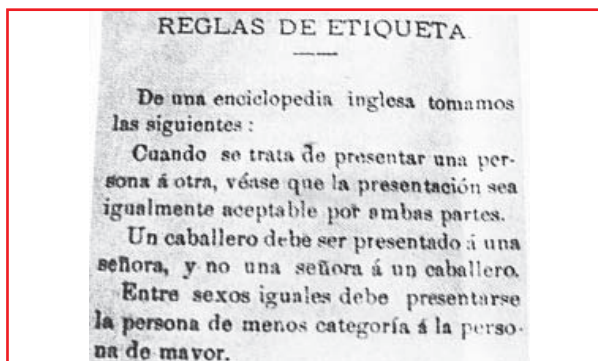 REGLAS DE ETIQUETA.
De una enciclopedia inglesa tomamos
las siguientes :
Cuando se trata de presentar una per-
sona á otra, véase que la presentación sea
igualmente aceptable por ambas partes.
Un caballero debe ser presentado á una
señora, y no una señora á un caballero.
Entre sexos iguales debe presentarse
la persona de menos categoría á la perso-
na de mayor.